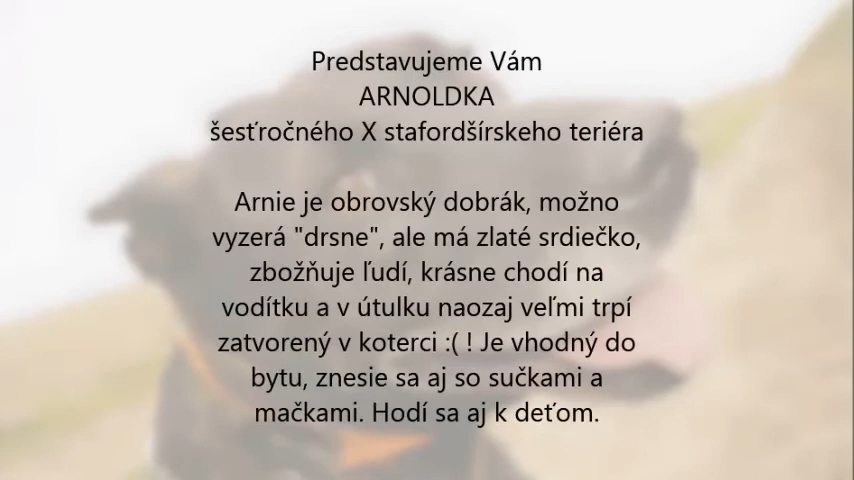 Predstavujeme Vám
ARNOLDKA
šesťročného X stafordšírskeho teriéra
Arnie je obrovský dobrák, možno
vyzerá "drsne", ale má zlaté srdiečko,
zbožňuje ľudí, krásne chodí na
vodítku a v útulku naozaj veľmi trpí
zatvorený v koterci :( ! Je vhodný do
bytu, znesie sa aj so sučkami a
mačkami. Hodí sa aj k deťom.